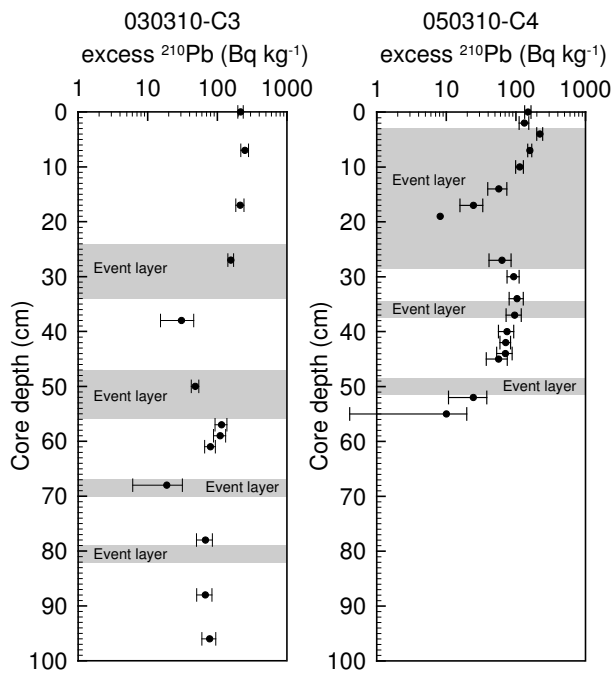 030310-C3
excess ²¹⁰Pb (Bq kg⁻¹)
1 10 100 1000
0
10
20
30
40
50
60
70
80
90
100
Core depth (cm)
Event layer
Event layer
Event layer
Event layer
050310-C4
excess ²¹⁰Pb (Bq kg⁻¹)
1 10 100 1000
0
10
20
30
40
50
60
70
80
90
100
Core depth (cm)
Event layer
Event layer
Event layer